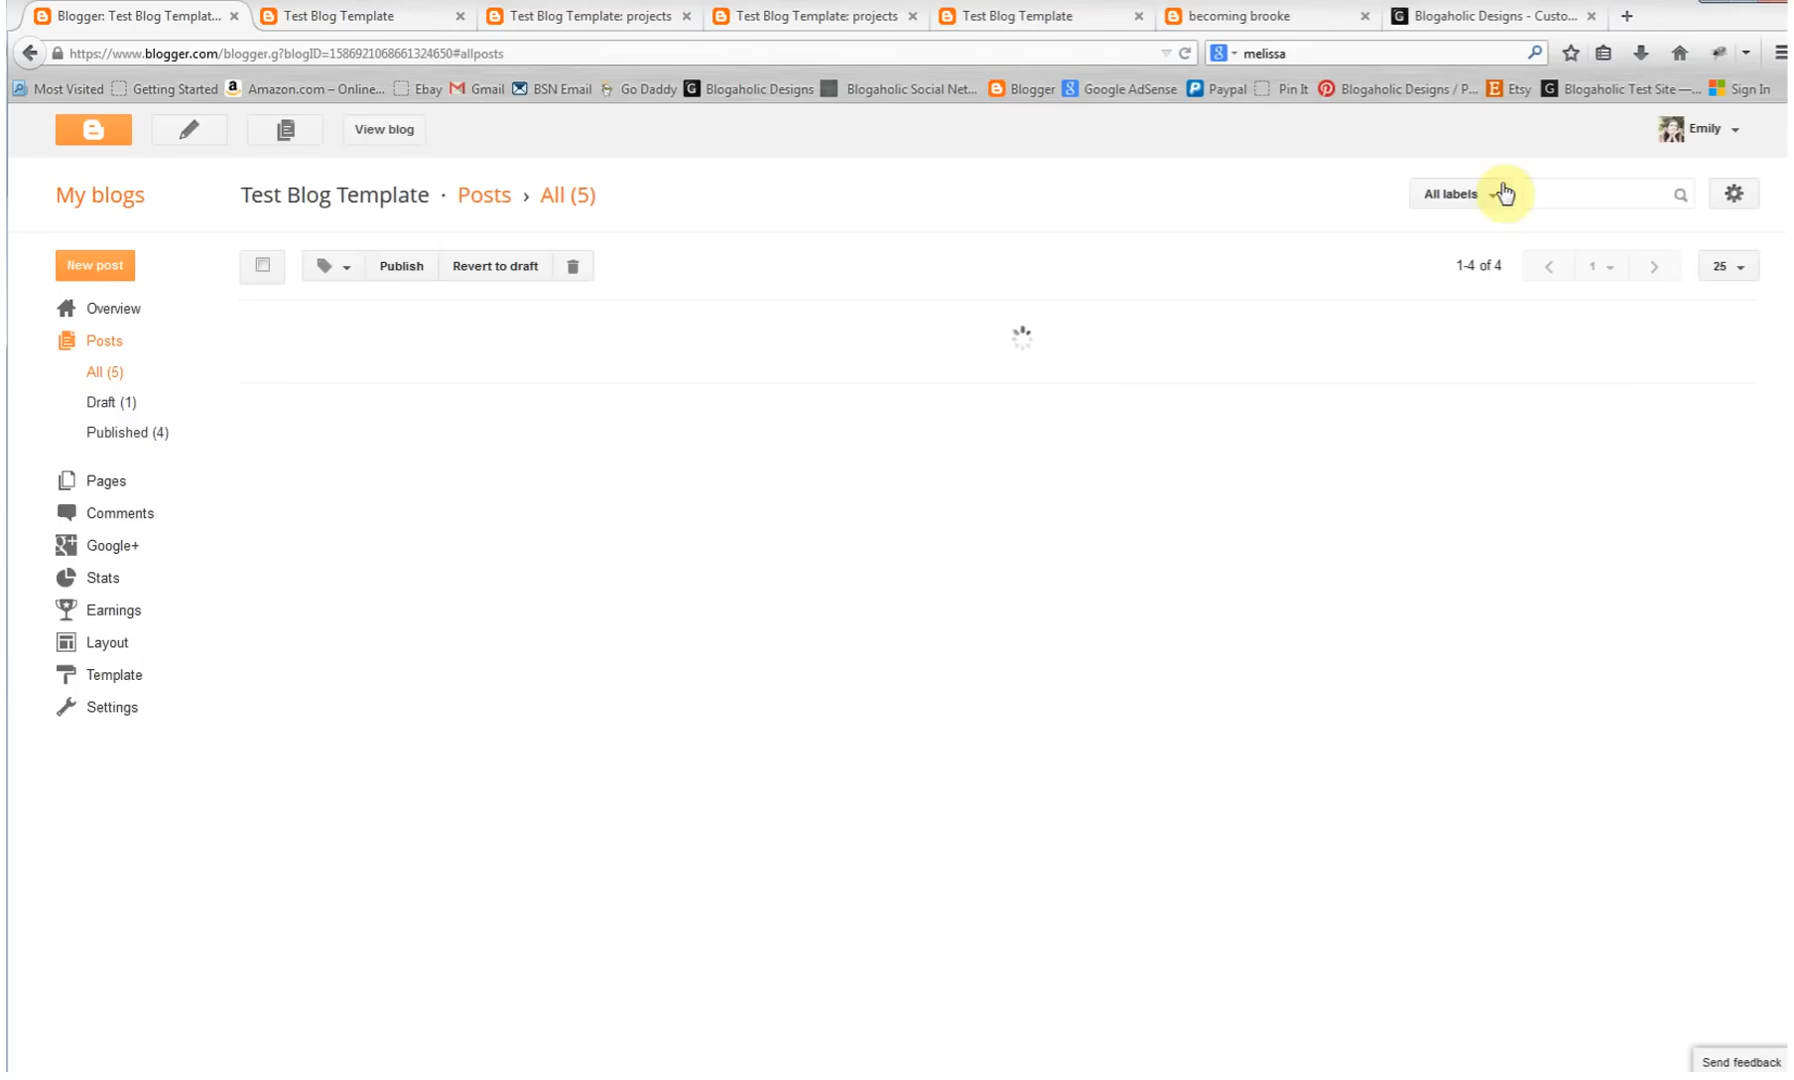 Blogger: Test Blog Templat... Test Blog Template Test Blog Template: projects Test Blog Template: projects Test Blog Template becoming brooke Blogaholic Designs - Custo...
https://www.blogger.com/blogger.g?blogID=1586921068661324650#allposts melissa
Most Visited Getting Started Amazon.com – Online... Ebay Gmail BSN Email Go Daddy Blogaholic Designs Blogaholic Social Net... Blogger Google AdSense Paypal Pin It Blogaholic Designs / P... Etsy Blogaholic Test Site —... Sign In
View blog Emily
My blogs Test Blog Template · Posts › All (5) All labels
New post Publish Revert to draft 1-4 of 4 1 25
Overview
Posts
All (5)
Draft (1)
Published (4)
Pages
Comments
Google+
Stats
Earnings
Layout
Template
Settings
Send feedback